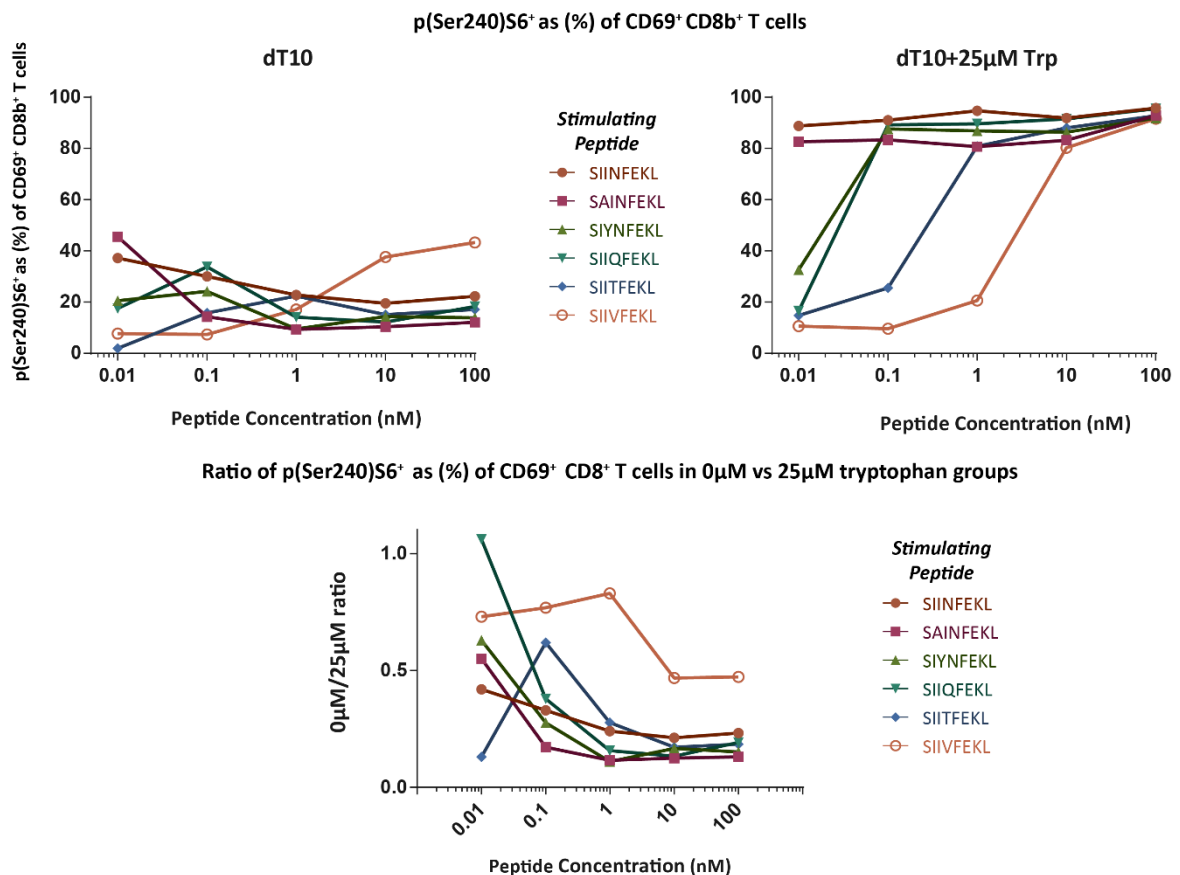 p(Ser240)S6⁺ as (%) of CD69⁺ CD8b⁺ T cells
dT10
dT10+25μM Trp
p(Ser240)S6⁺ as (%) of CD69⁺ CD8b⁺ T cells
100
80
60
40
20
0
0.01
0.1
1
10
100
Peptide Concentration (nM)
Stimulating
Peptide
SIINFEKL
SAINFEKL
SIYNFEKL
SIIQFEKL
SIITFEKL
SIIVFEKL
100
80
60
40
20
0
0.01
0.1
1
10
100
Peptide Concentration (nM)
Ratio of p(Ser240)S6⁺ as (%) of CD69⁺ CD8⁺ T cells in 0μM vs 25μM tryptophan groups
0μM/25μM ratio
1.0
0.5
0.0
0.01
0.1
1
10
100
Peptide Concentration (nM)
Stimulating
Peptide
SIINFEKL
SAINFEKL
SIYNFEKL
SIIQFEKL
SIITFEKL
SIIVFEKL